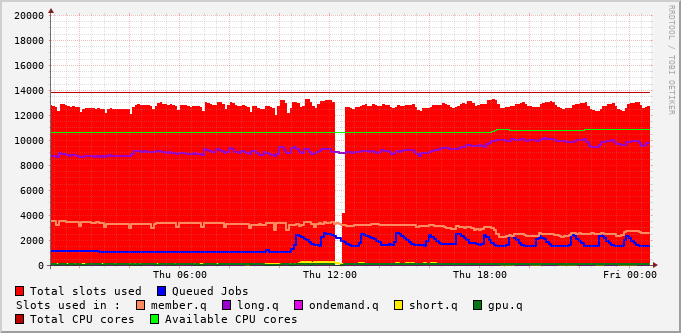 20000
18000
16000
14000
12000
10000
8000
6000
4000
2000
0
Thu 06:00 Thu 12:00 Thu 18:00 Fri 00:00
RRDTOOL / TOBI OETIKER
Total slots used Queued Jobs
Slots used in : member.q long.q ondemand.q short.q gpu.q
Total CPU cores Available CPU cores